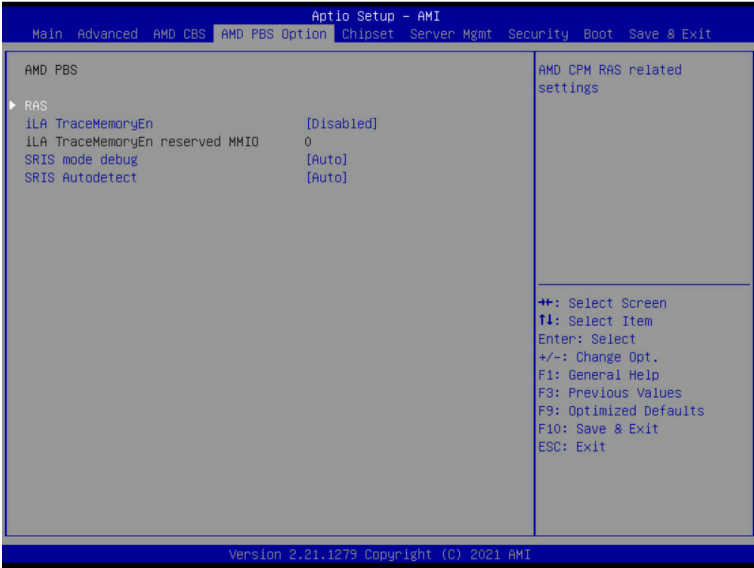 Aptio Setup - AMI
Main Advanced AMD CBS AMD PBS Option Chipset Server Mgmt Security Boot Save & Exit
AMD PBS
RAS
iLA TraceMemoryEn [Disabled]
iLA TraceMemoryEn reserved MMIO 0
SRIS mode debug [Auto]
SRIS Autodetect [Auto]
AMD CPM RAS related
settings
→←: Select Screen
↑↓: Select Item
Enter: Select
+/-: Change Opt.
F1: General Help
F3: Previous Values
F9: Optimized Defaults
F10: Save & Exit
ESC: Exit
Version 2.21.1279 Copyright (C) 2021 AMI